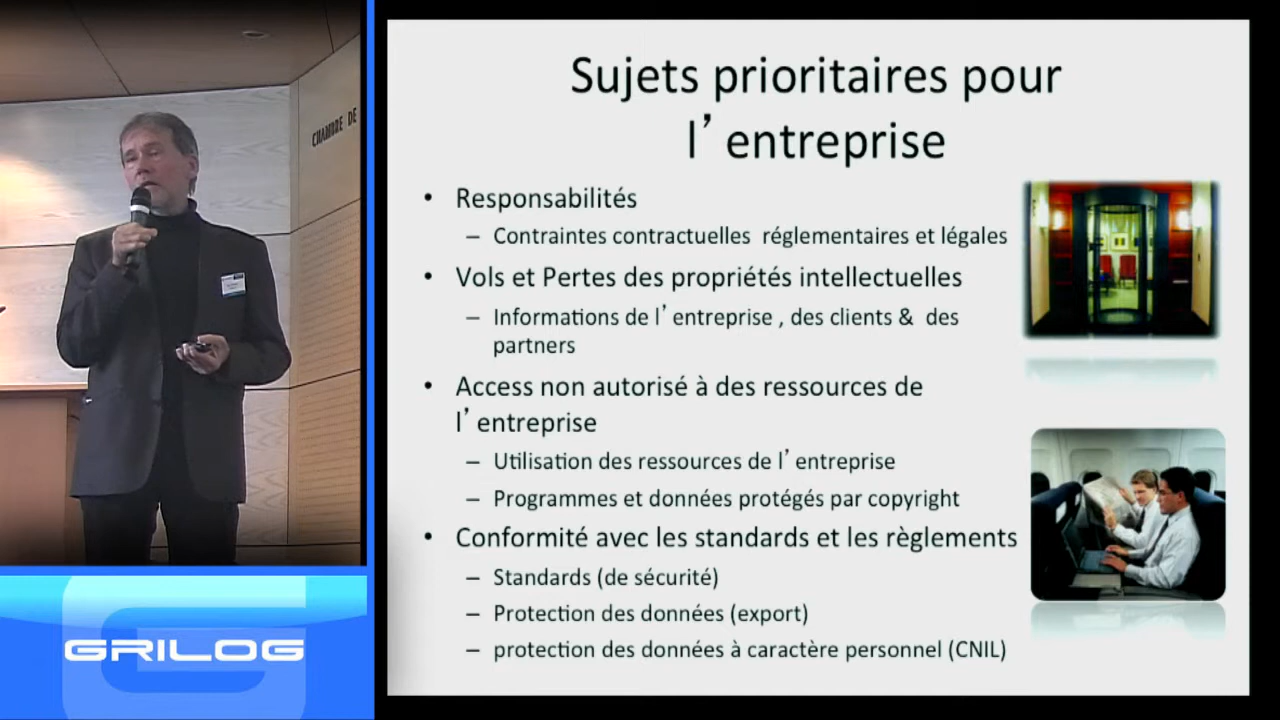 CHAMBRE DE
GRILOG
Sujets prioritaires pour
l’entreprise
• Responsabilités
– Contraintes contractuelles réglementaires et légales
• Vols et Pertes des propriétés intellectuelles
– Informations de l’entreprise , des clients & des
partners
• Access non autorisé à des ressources de
l’entreprise
– Utilisation des ressources de l’entreprise
– Programmes et données protégés par copyright
• Conformité avec les standards et les règlements
– Standards (de sécurité)
– Protection des données (export)
– protection des données à caractère personnel (CNIL)